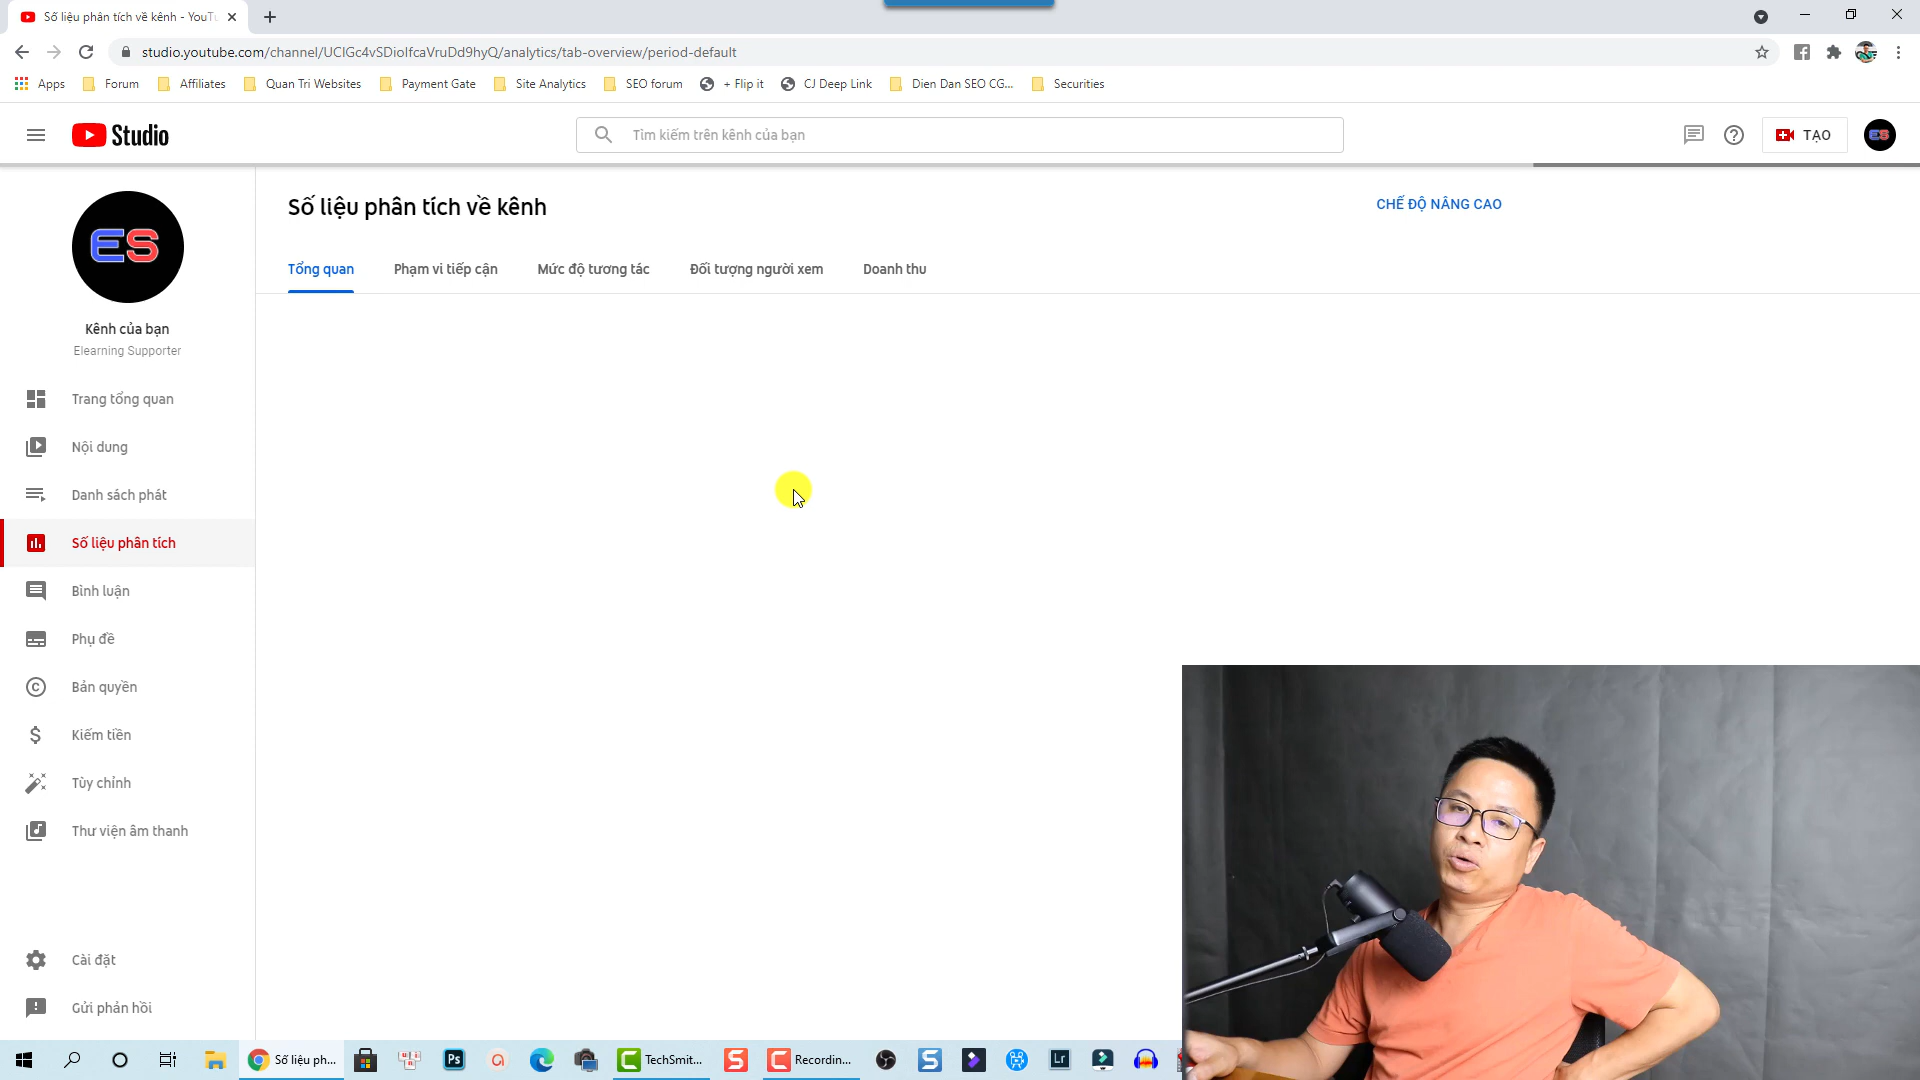 Số liệu phân tích về kênh - YouTu
studio.youtube.com/channel/UCIGc4vSDioIfcaVruDd9hyQ/analytics/tab-overview/period-default
Apps Forum Affiliates Quan Tri Websites Payment Gate Site Analytics SEO forum + Flip it CJ Deep Link Dien Dan SEO CG... Securities
Studio
Tìm kiếm trên kênh của bạn
TẠO
ES
Số liệu phân tích về kênh
CHẾ ĐỘ NÂNG CAO
ES
Tổng quan Phạm vi tiếp cận Mức độ tương tác Đối tượng người xem Doanh thu
Kênh của bạn
Elearning Supporter
Trang tổng quan
Nội dung
Danh sách phát
Số liệu phân tích
Bình luận
Phụ đề
Bản quyền
Kiếm tiền
Tùy chỉnh
Thư viện âm thanh
Cài đặt
Gửi phản hồi
Số liệu ph... Ps TechSmit... S Recordin... S Lr